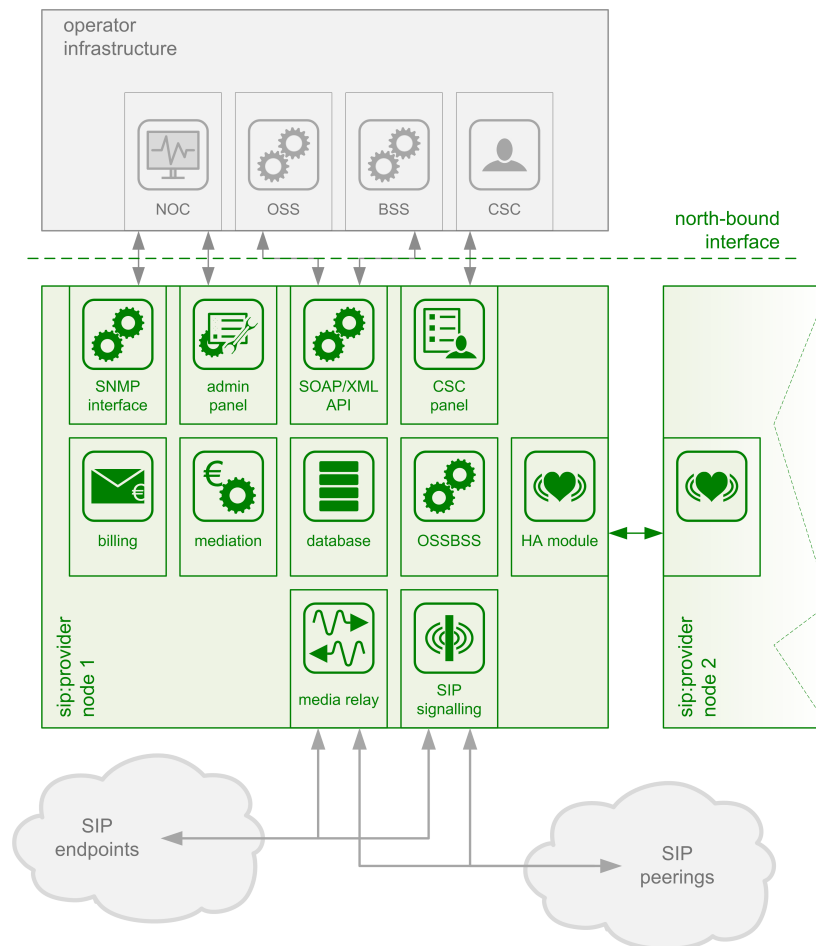 operator
infrastructure
NOC
OSS
BSS
CSC
north-bound
interface
SNMP
interface
admin
panel
SOAP/XML
API
CSC
panel
€
billing
€
mediation
database
OSSBSS
HA module
media relay
SIP
signalling
sip:provider
node 1
sip:provider
node 2
SIP
endpoints
SIP
peerings